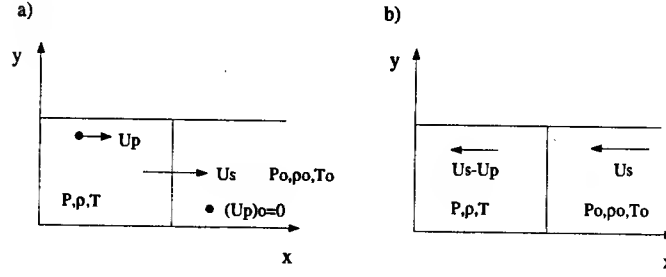 a)
y
Up
Us Po,ρo,To
P,ρ,T
(Up)o=0
x
b)
y
Us-Up Us
P,ρ,T Po,ρo,To
x